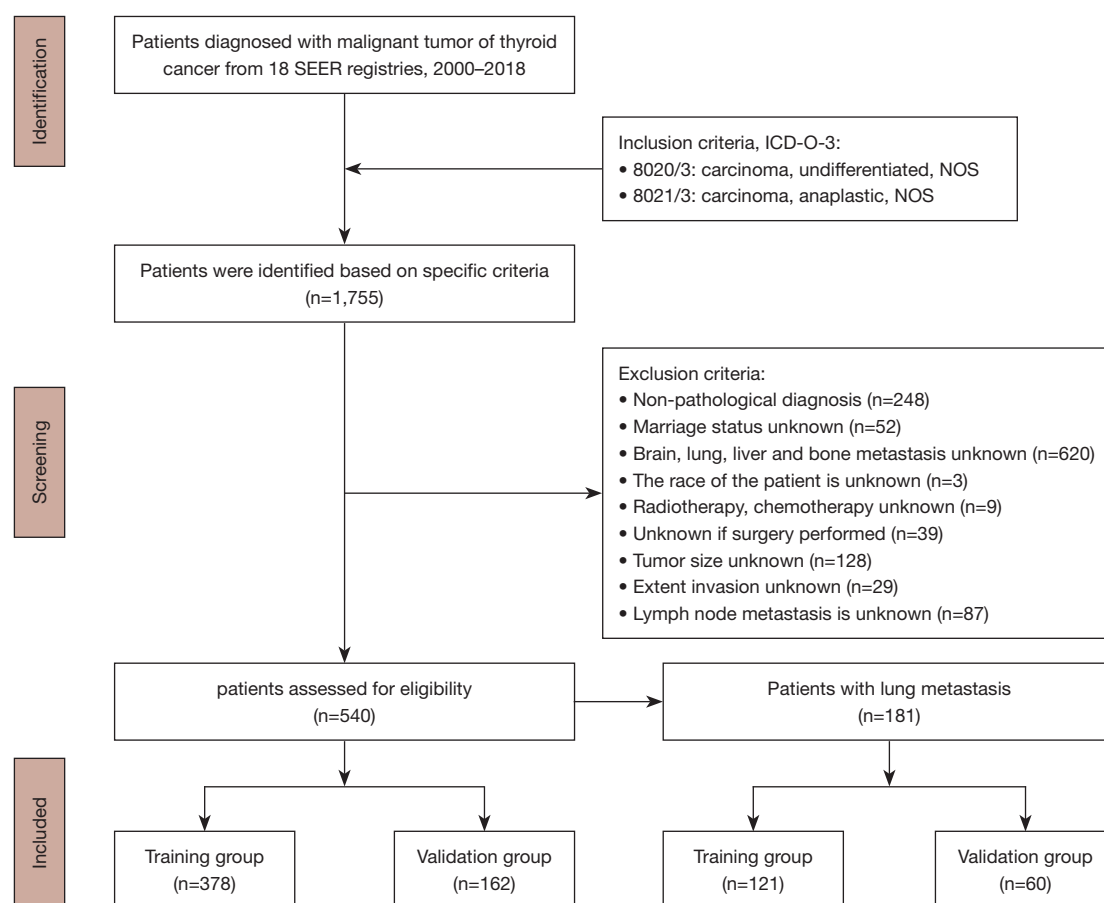 Identification
Patients diagnosed with malignant tumor of thyroid
cancer from 18 SEER registries, 2000–2018
Inclusion criteria, ICD-O-3:
• 8020/3: carcinoma, undifferentiated, NOS
• 8021/3: carcinoma, anaplastic, NOS
Patients were identified based on specific criteria
(n=1,755)
Screening
Exclusion criteria:
• Non-pathological diagnosis (n=248)
• Marriage status unknown (n=52)
• Brain, lung, liver and bone metastasis unknown (n=620)
• The race of the patient is unknown (n=3)
• Radiotherapy, chemotherapy unknown (n=9)
• Unknown if surgery performed (n=39)
• Tumor size unknown (n=128)
• Extent invasion unknown (n=29)
• Lymph node metastasis is unknown (n=87)
patients assessed for eligibility
(n=540)
Patients with lung metastasis
(n=181)
Included
Training group
(n=378)
Validation group
(n=162)
Training group
(n=121)
Validation group
(n=60)